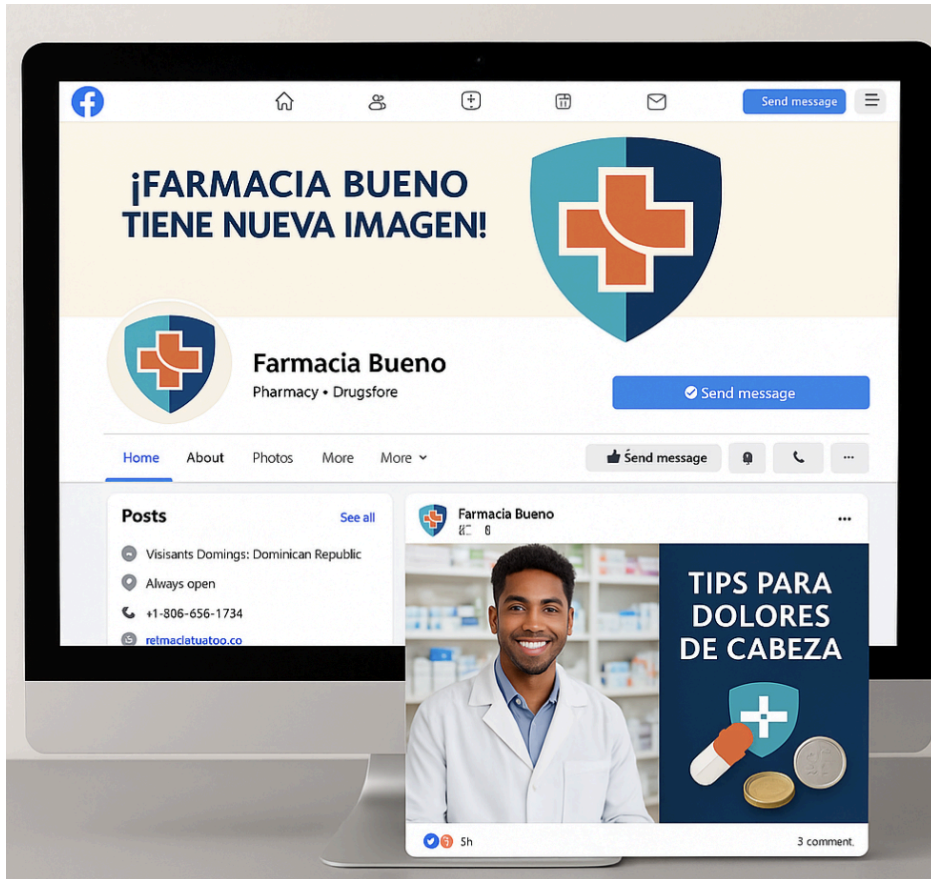 Send message
¡FARMACIA BUENO
TIENE NUEVA IMAGEN!
Farmacia Bueno
Pharmacy • Drugsfore
Send message
Home About Photos More More
Send message
Posts See all
Visisants Domings: Dominican Republic
Always open
+1-806-656-1734
retmaclatuatoo.co
Farmacia Bueno
TIPS PARA
DOLORES
DE CABEZA
5h
3 comment.